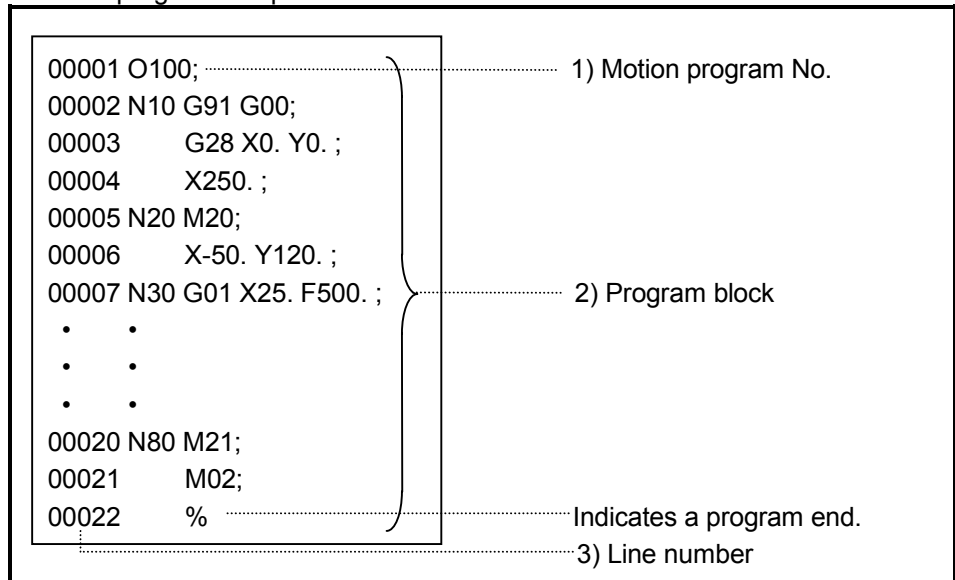 00001 O100; 1) Motion program No.
00002 N10 G91 G00;
00003 G28 X0. Y0. ;
00004 X250. ;
00005 N20 M20;
00006 X-50. Y120. ;
00007 N30 G01 X25. F500. ; 2) Program block
• •
• •
• •
00020 N80 M21;
00021 M02;
00022 % Indicates a program end.
3) Line number